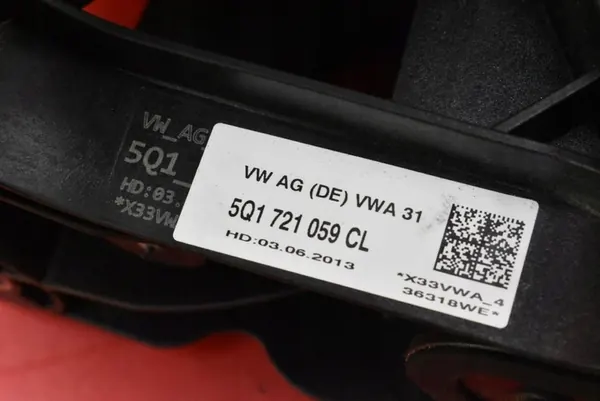 VW_AG
5Q1_
HD:03.
*X33VW
VW AG (DE) VWA 31
5Q1 721 059 CL
HD:03.06.2013
*X33VWA_4
36318WE*